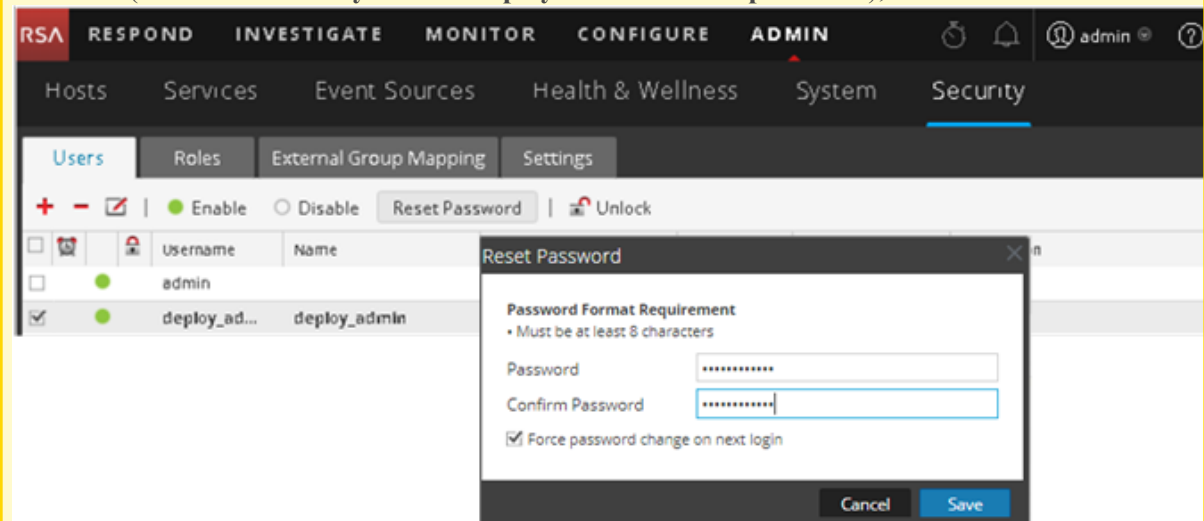 RSA RESPOND INVESTIGATE MONITOR CONFIGURE ADMIN admin
Hosts Services Event Sources Health & Wellness System Security
Users Roles External Group Mapping Settings
Enable Disable Reset Password Unlock
Username Name
admin
deploy_ad... deploy_admin
Reset Password
Password Format Requirement
• Must be at least 8 characters
Password ••••••••••••
Confirm Password ••••••••••••
Force password change on next login
Cancel Save